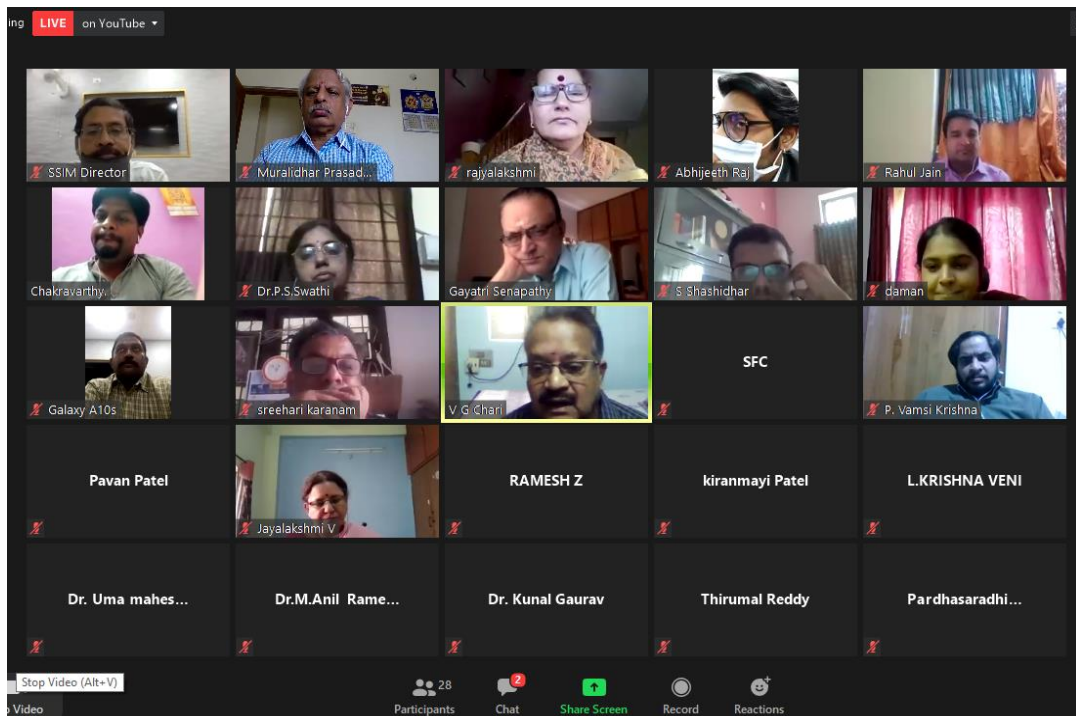 ing LIVE on YouTube
SSIM Director
Muralidhar Prasad...
rajyalakshmi
Abhijeeth Raj
Rahul Jain
Chakravarthy.
Dr.P.S.Swathi
Gayatri Senapathy
S Shashidhar
daman
Galaxy A10s
sreehari karanam
V G Chari
SFC
P. Vamsi Krishna
Pavan Patel
Jayalakshmi V
RAMESH Z
kiranmayi Patel
L.KRISHNA VENI
Dr. Uma mahes...
Dr.M.Anil Rame...
Dr. Kunal Gaurav
Thirumal Reddy
Pardhasaradhi...
Stop Video (Alt+V)
28
2
Video
Participants
Chat
Share Screen
Record
Reactions